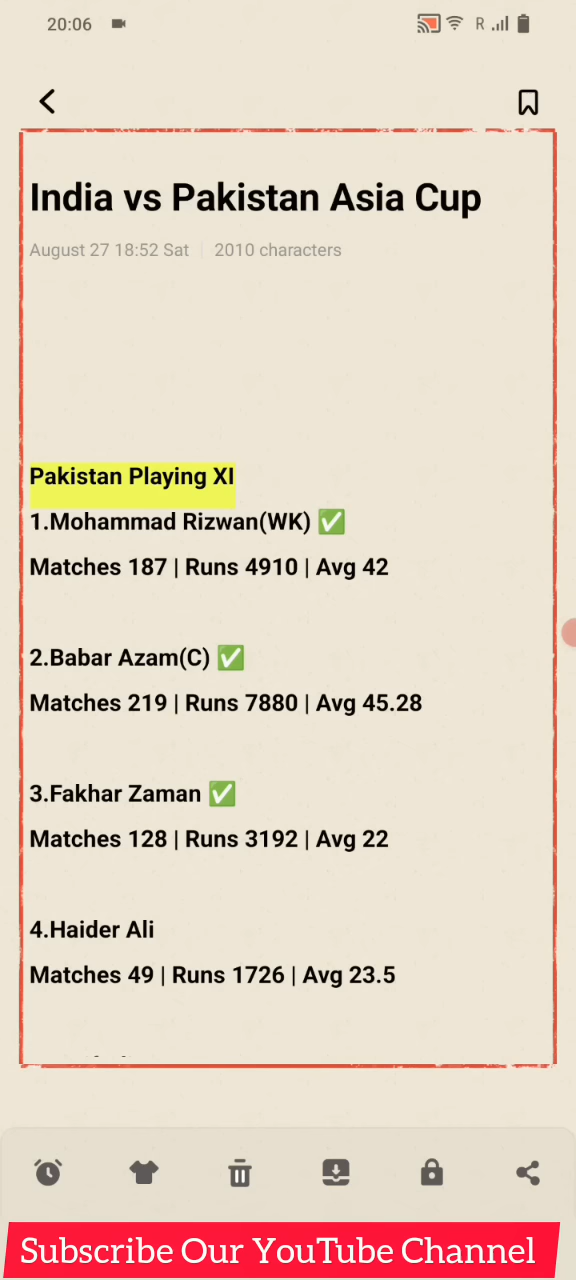 20:06
R
India vs Pakistan Asia Cup
August 27 18:52 Sat | 2010 characters
Pakistan Playing XI
1.Mohammad Rizwan(WK) ✅
Matches 187 | Runs 4910 | Avg 42
2.Babar Azam(C) ✅
Matches 219 | Runs 7880 | Avg 45.28
3.Fakhar Zaman ✅
Matches 128 | Runs 3192 | Avg 22
4.Haider Ali
Matches 49 | Runs 1726 | Avg 23.5
Subscribe Our YouTube Channel